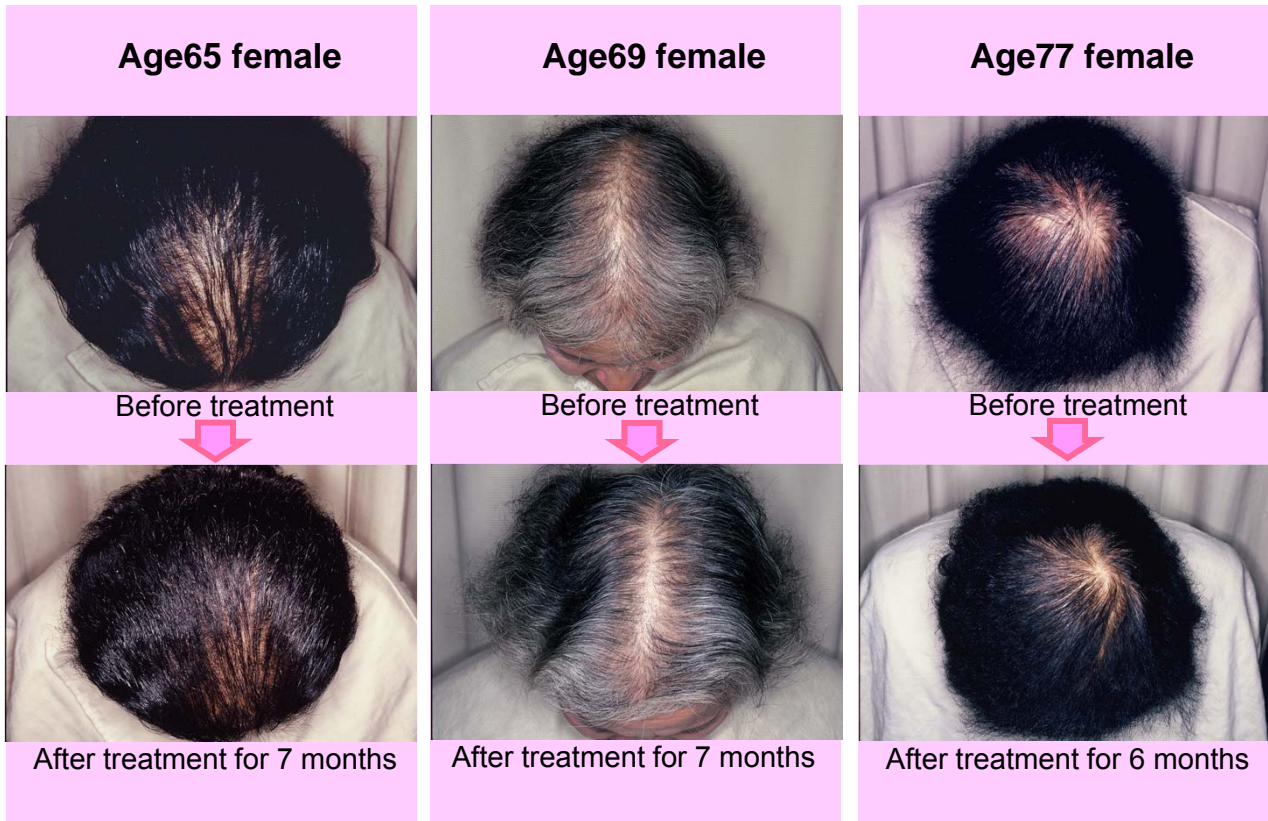 Age65 female
Before treatment
After treatment for 7 months
Age69 female
Before treatment
After treatment for 7 months
Age77 female
Before treatment
After treatment for 6 months